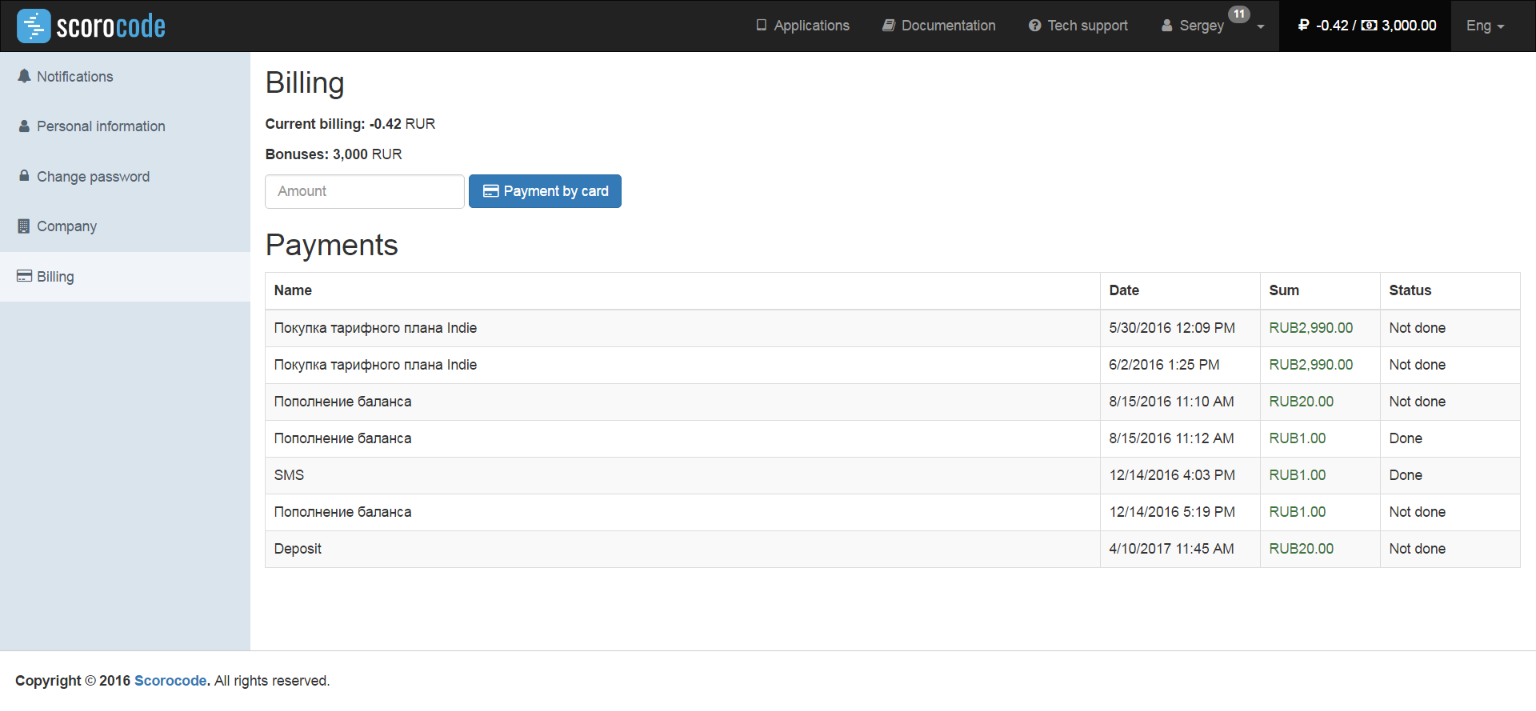 scorocode
Applications
Documentation
Tech support
Sergey 11
-0.42 / 3,000.00
Eng
Notifications
Personal information
Change password
Company
Billing
Billing
Current billing: -0.42 RUR
Bonuses: 3,000 RUR
Amount Payment by card
Payments
Name Date Sum Status
Покупка тарифного плана Indie 5/30/2016 12:09 PM RUB2,990.00 Not done
Покупка тарифного плана Indie 6/2/2016 1:25 PM RUB2,990.00 Not done
Пополнение баланса 8/15/2016 11:10 AM RUB20.00 Not done
Пополнение баланса 8/15/2016 11:12 AM RUB1.00 Done
SMS 12/14/2016 4:03 PM RUB1.00 Done
Пополнение баланса 12/14/2016 5:19 PM RUB1.00 Not done
Deposit 4/10/2017 11:45 AM RUB20.00 Not done
Copyright © 2016 Scorocode. All rights reserved.